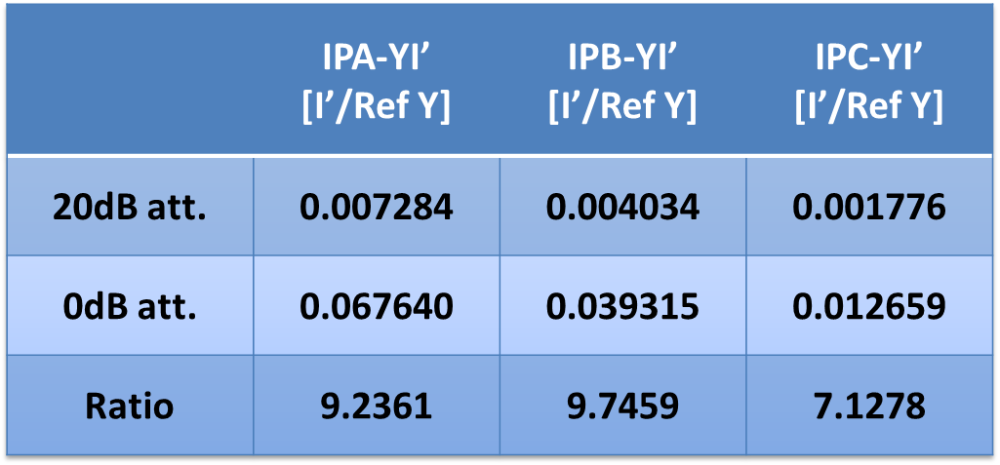 IPA-YI’ IPB-YI’ IPC-YI’
[I’/Ref Y] [I’/Ref Y] [I’/Ref Y]
20dB att. 0.007284 0.004034 0.001776
0dB att. 0.067640 0.039315 0.012659
Ratio 9.2361 9.7459 7.1278